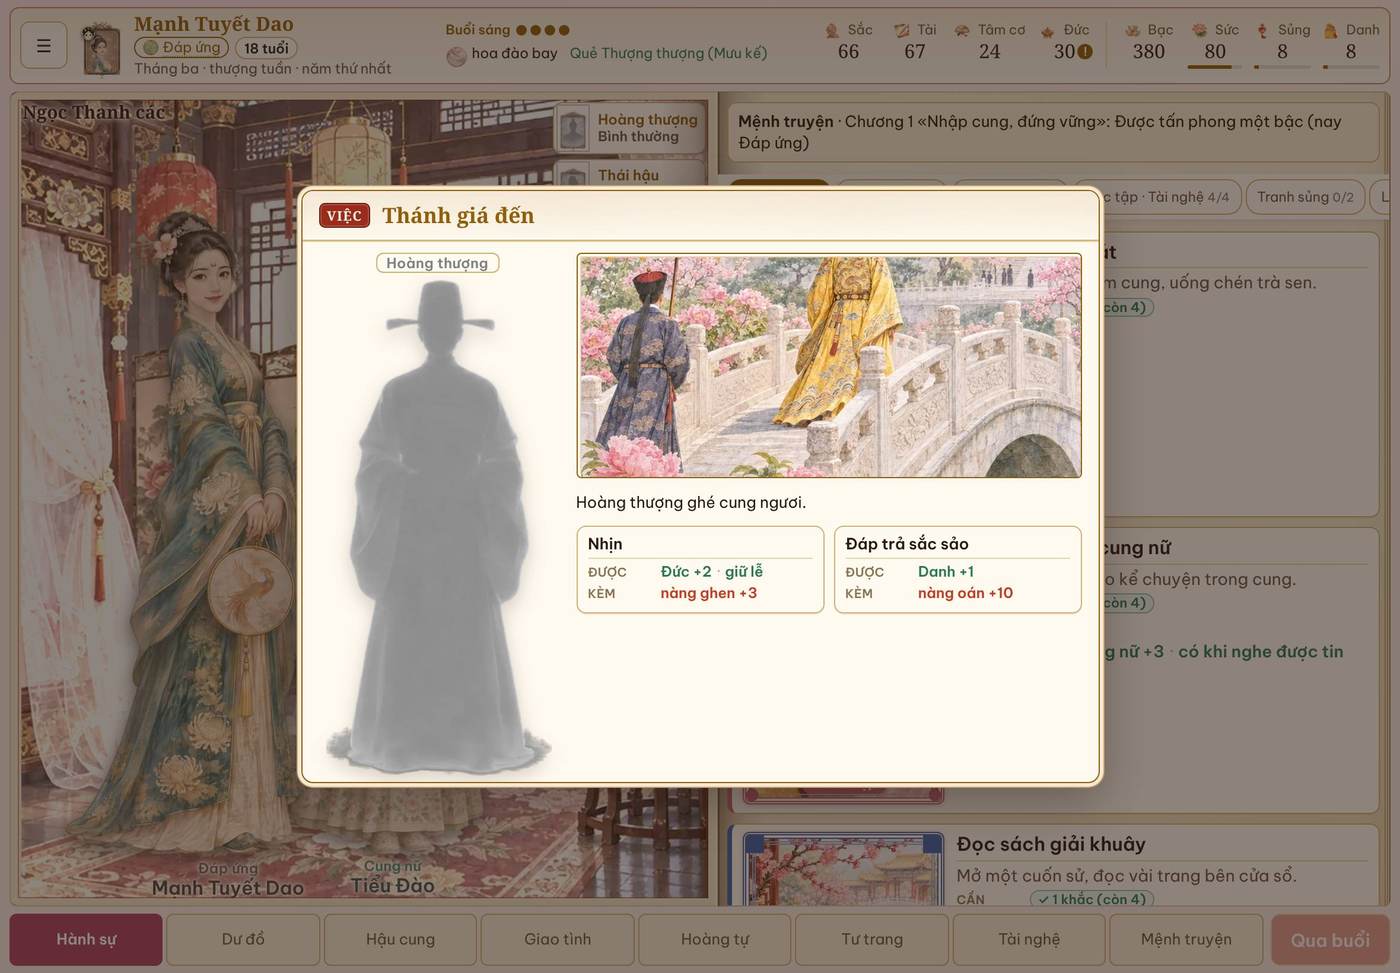 ☰
Mạnh Tuyết Dao
Đáp ứng 18 tuổi
Tháng ba · thượng tuần · năm thứ nhất
Buổi sáng
hoa đào bay Quẻ Thượng thượng (Mưu kế)
Sắc 66
Tài 67
Tâm cơ 24
Đức 30 !
Bạc 380
Sức 80
Sủng 8
Danh 8
Ngọc Thanh các
Hoàng thượng
Bình thường
Thái hậu
Mệnh truyện · Chương 1 «Nhập cung, đứng vững»: Được tấn phong một bậc (nay
Đáp ứng)
c tập · Tài nghệ 4/4
Tranh sủng 0/2
L
át
m cung, uống chén trà sen.
còn 4)
cung nữ
o kể chuyện trong cung.
còn 4)
g nữ +3 · có khi nghe được tin
Đọc sách giải khuây
Mở một cuốn sử, đọc vài trang bên cửa sổ.
CẦN ✓ 1 khắc (còn 4)
VIỆC Thánh giá đến
Hoàng thượng
Hoàng thượng ghé cung ngươi.
Nhịn
ĐƯỢC Đức +2 · giữ lễ
KÈM nàng ghen +3
Đáp trả sắc sảo
ĐƯỢC Danh +1
KÈM nàng oán +10
Đáp ứng
Mạnh Tuyết Dao
Cung nữ
Tiểu Đào
Hành sự
Dư đồ
Hậu cung
Giao tình
Hoàng tự
Tư trang
Tài nghệ
Mệnh truyện
Qua buổi